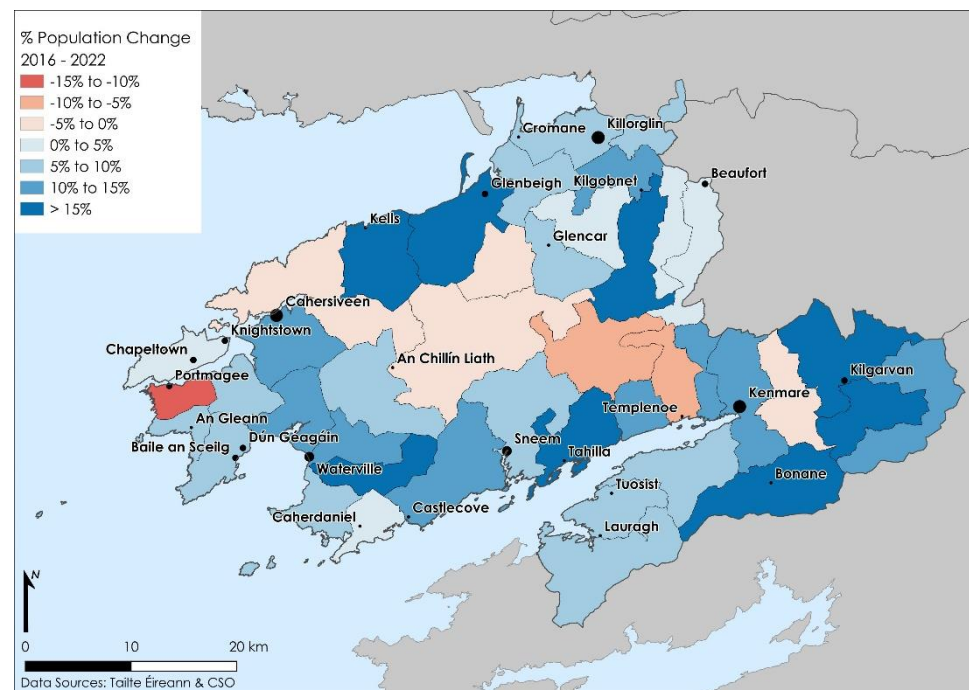 % Population Change
2016 - 2022
-15% to -10%
-10% to -5%
-5% to 0%
0% to 5%
5% to 10%
10% to 15%
> 15%
Cromane
Killorglin
Kilgobnet
Beaufort
Glenbeigh
Kells
Glencar
Cahersiveen
Knightstown
Chapeltown
An Chillín Liath
Portmagee
Kilgarvan
Kenmare
Templenoe
An Gleann
Dún Géagáin
Baile an Sceilg
Sneem
Waterville
Tahilla
Bonane
Tuosist
Castlecove
Caherdaniel
Lauragh
N
0 10 20 km
Data Sources: Tailte Éireann & CSO